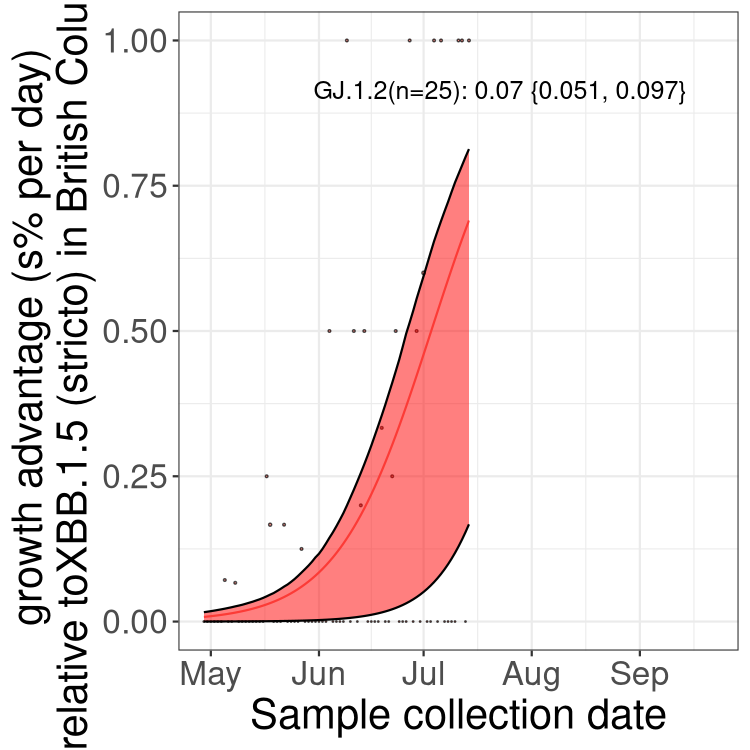 growth advantage (s% per day)
relative toXBB.1.5 (stricto) in British Colu
1.00
0.75
0.50
0.25
0.00
GJ.1.2(n=25): 0.07 {0.051, 0.097}
May Jun Jul Aug Sep
Sample collection date